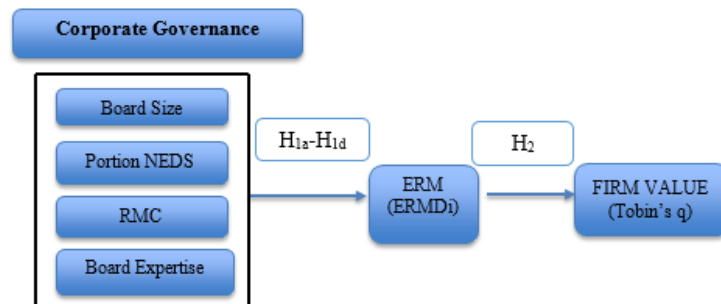 Corporate Governance
Board Size
Portion NEDS
RMC
Board Expertise
H1a-H1d
ERM
(ERMDi)
H2
FIRM VALUE
(Tobin's q)